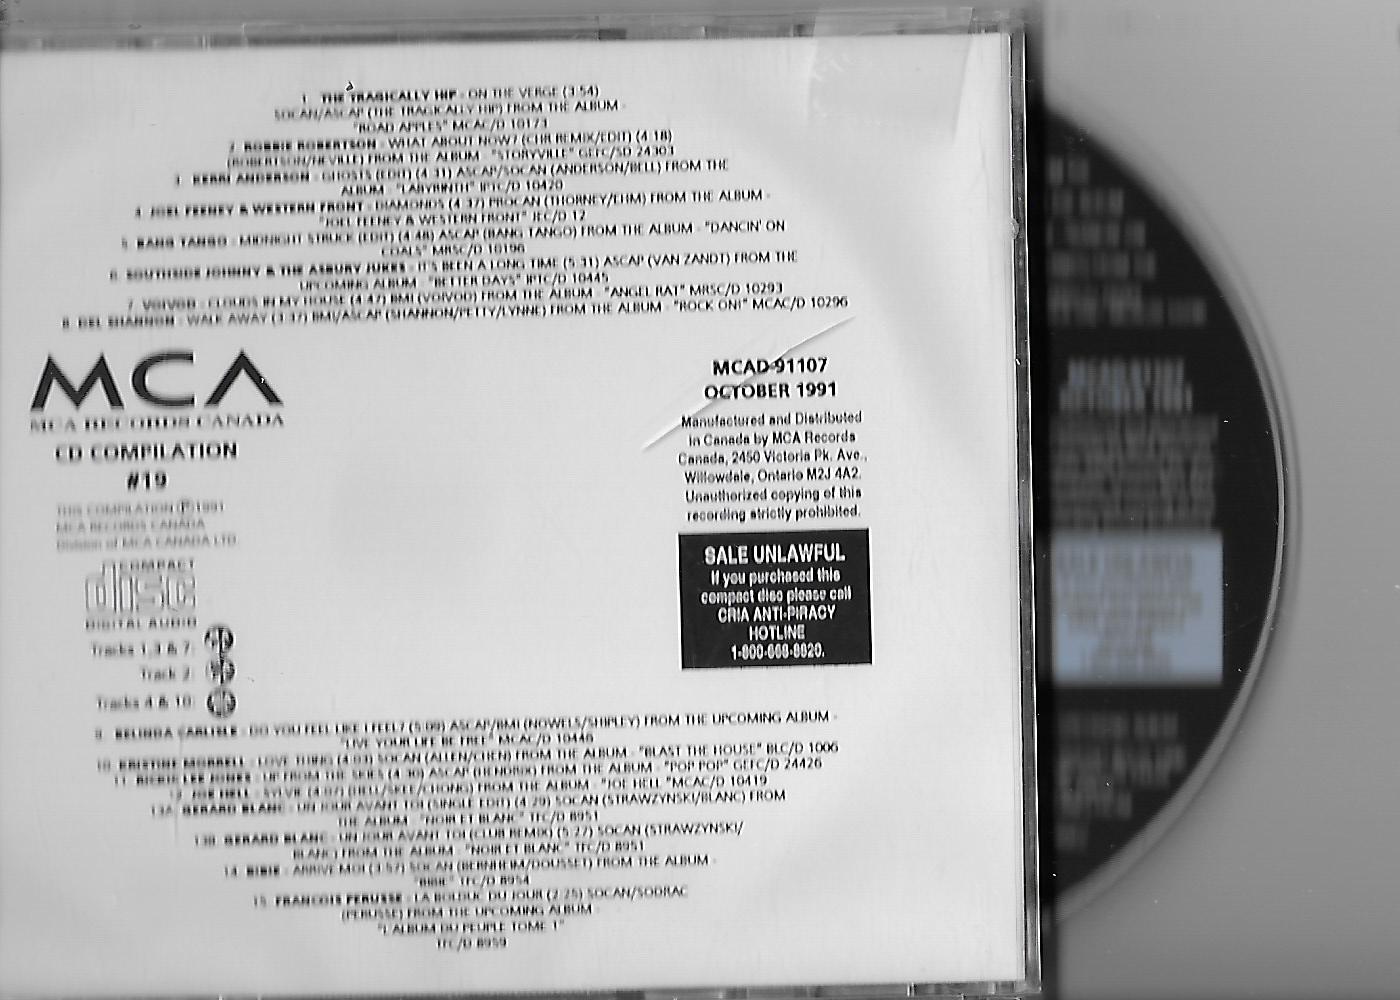 1. THE TRAGICALLY HIP - ON THE VERGE (3:54)
SOCAN/ASCAP (THE TRAGICALLY HIP) FROM THE ALBUM -
"ROAD APPLES" MCAC/D 10173
2. ROBBIE ROBERTSON - WHAT ABOUT NOW? (CHR REMIX/EDIT) (4:18)
(ROBERTSON/NEVILLE) FROM THE ALBUM - "STORYVILLE" GEFC/SD 24303
3. KERRI ANDERSON - GHOSTS (EDIT) (4:31) ASCAP/SOCAN (ANDERSON/BELL) FROM THE
ALBUM - "LABYRINTH" IPTC/D 10420
4. JOEL FEENEY & WESTERN FRONT - DIAMONDS (4:37) PROCAN (THORNEY/EHM) FROM THE ALBUM -
"JOEL FEENEY & WESTERN FRONT" JEC/D 12
5. BANG TANGO - MIDNIGHT STRUCK (EDIT) (4:48) ASCAP (BANG TANGO) FROM THE ALBUM - "DANCIN' ON
COALS" MRSC/D 10196
6. SOUTHSIDE JOHNNY & THE ASBURY JUKES - IT'S BEEN A LONG TIME (5:31) ASCAP (VAN ZANDT) FROM THE
UPCOMING ALBUM - "BETTER DAYS" IPTC/D 10445
7. VOIVOD - CLOUDS IN MY HOUSE (4:47) BMI (VOIVOD) FROM THE ALBUM - "ANGEL RAT" MRSC/D 10293
8. DEL SHANNON - WALK AWAY (3:37) BMI/ASCAP (SHANNON/PETTY/LYNNE) FROM THE ALBUM - "ROCK ON!" MCAC/D 10296
MCA
MCA RECORDS CANADA
CD COMPILATION
#19
THIS COMPILATION Ⓟ 1991
MCA RECORDS CANADA
Division of MCA CANADA LTD.
COMPACT
disc
DIGITAL AUDIO
Tracks 1,3 & 7:
Track 2:
Tracks 4 & 10:
MCAD-91107
OCTOBER 1991
Manufactured and Distributed
in Canada by MCA Records
Canada, 2450 Victoria Pk. Ave.,
Willowdale, Ontario M2J 4A2.
Unauthorized copying of this
recording strictly prohibited.
SALE UNLAWFUL
If you purchased this
compact disc please call
CRIA ANTI-PIRACY
HOTLINE
9. BELINDA CARLISLE - DO YOU FEEL LIKE I FEEL? (5:09) ASCAP/BMI (NOWELS/SHIPLEY) FROM THE UPCOMING ALBUM -
"LIVE YOUR LIFE BE FREE" MCAC/D 10448
10. KRISTINE MORRELL - LOVE THING (4:03) SOCAN (ALLEN/CHEN) FROM THE ALBUM - "BLAST THE HOUSE" BLC/D 1006
11. RICKIE LEE JONES - UP FROM THE SKIES (4:30) ASCAP (HENDRIX) FROM THE ALBUM - "POP POP" GEFC/D 24426
12. JOE HELL - SYLVIE (4:07) FROM THE ALBUM - "JOE HELL" MCAC/D 10419
13A. GERARD BLANC - UN JOUR AVANT TOI (SINGLE EDIT) (4:29) SOCAN (STRAWZYNSKI/BLANC) FROM
THE ALBUM - "NOIR ET BLANC" TFC/D 8951
13B. GERARD BLANC - UN JOUR AVANT TOI (CLUB REMIX) (5:27) SOCAN (STRAWZYNSKI/
BLANC) FROM THE ALBUM - "NOIR ET BLANC" TFC/D 8951
14. BIBIE - ARRIVE MOI (3:57) SOCAN (BERNHEIM/DOUSSET) FROM THE ALBUM -
"BIBIE" TFC/D 8954
15. FRANCOIS PERUSSE - LA BOLDUC DU JOUR (2:25) SOCAN/SODRAC
(PERUSSE) FROM THE UPCOMING ALBUM -
"L'ALBUM DU PEUPLE TOME 1"
TFC/D 8959